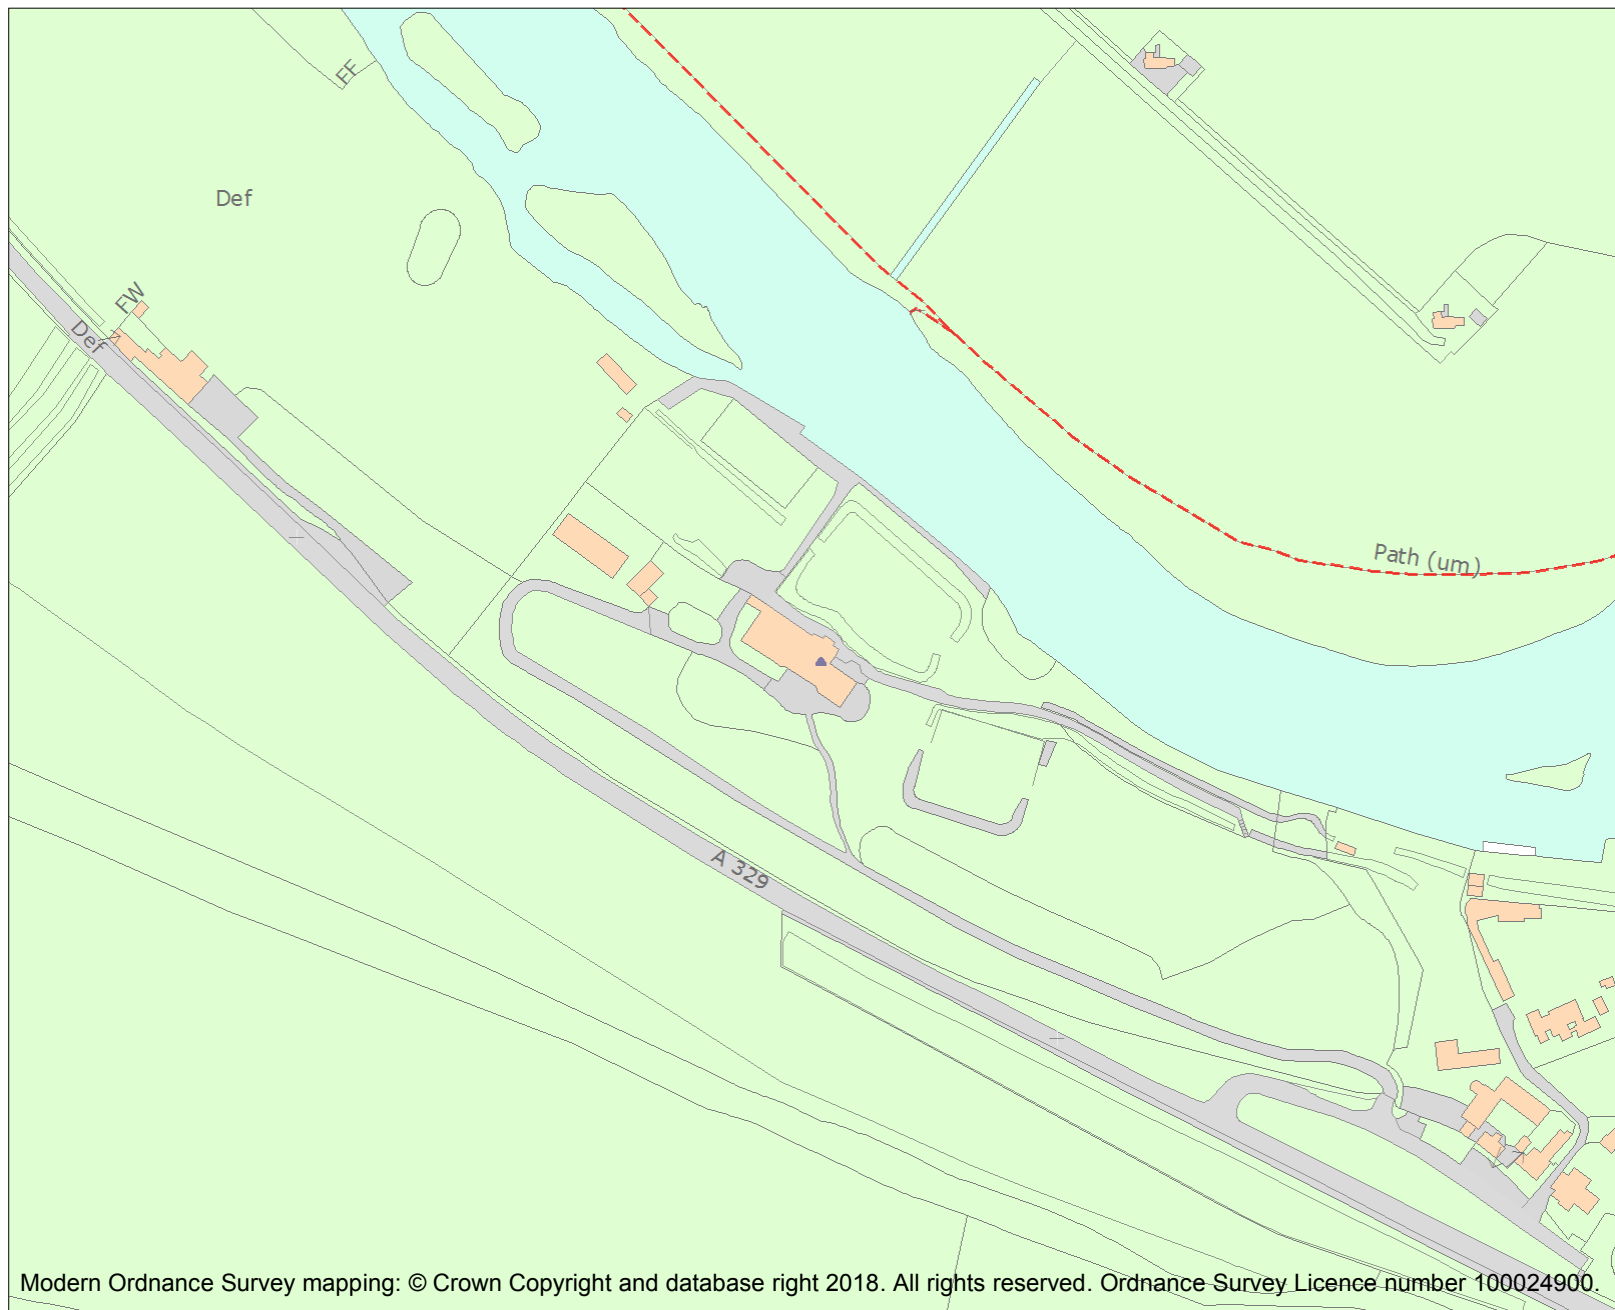 FF
Def
FW
Def
Path (um)
A 329
Modern Ordnance Survey mapping: © Crown Copyright and database right 2018. All rights reserved. Ordnance Survey Licence number 100024900.